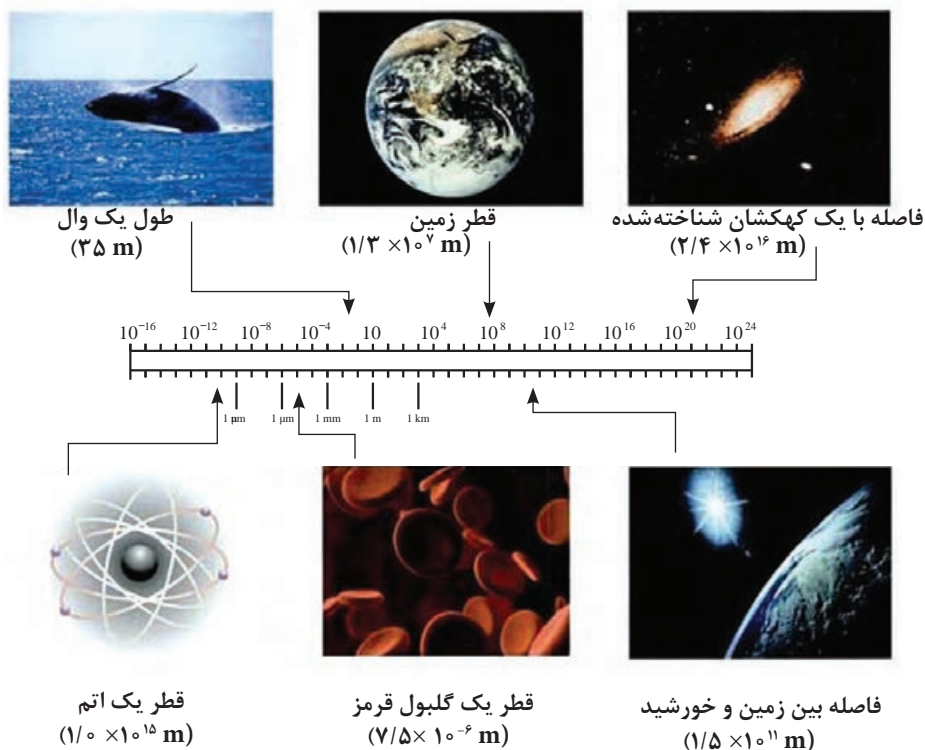 طول یک وال
(۳۵ m)
قطر زمین
(۱/۳ ×۱۰^۷ m)
فاصله با یک کهکشان شناخته‌شده
(۲/۴ ×۱۰^۱۶ m)
10^-16 10^-12 10^-8 10^-4 10 10^4 10^8 10^12 10^16 10^20 10^24
1 μm 1 mm 1 m 1 km
قطر یک اتم
(۱/۰ ×۱۰^۱۵ m)
قطر یک گلبول قرمز
(۷/۵× ۱۰^-۶ m)
فاصله بین زمین و خورشید
(۱/۵ ×۱۰^۱۱ m)